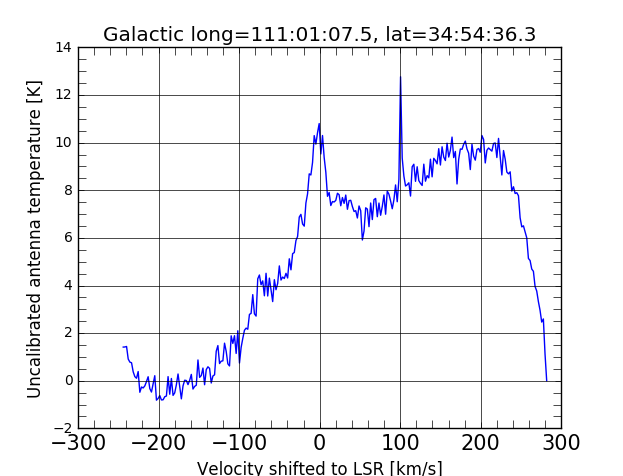 Galactic long=111:01:07.5, lat=34:54:36.3
Uncalibrated antenna temperature [K]
14
12
10
8
6
4
2
0
−2
−300 −200 −100 0 100 200 300
Velocity shifted to LSR [km/s]